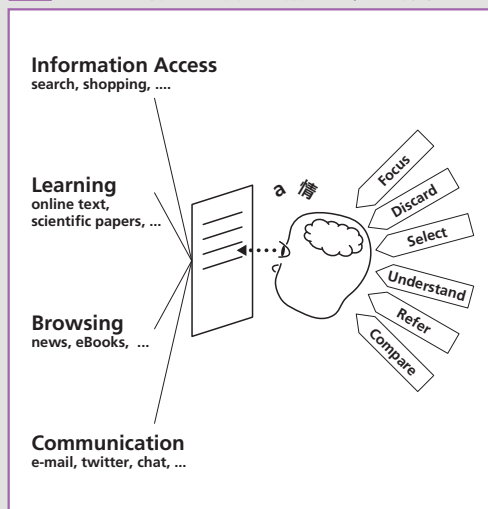 Information Access
search, shopping, ....
Learning
online text,
scientific papers, ...
Browsing
news, eBooks, ...
Communication
e-mail, twitter, chat, ...
a 情
Focus
Discard
Select
Understand
Refer
Compare